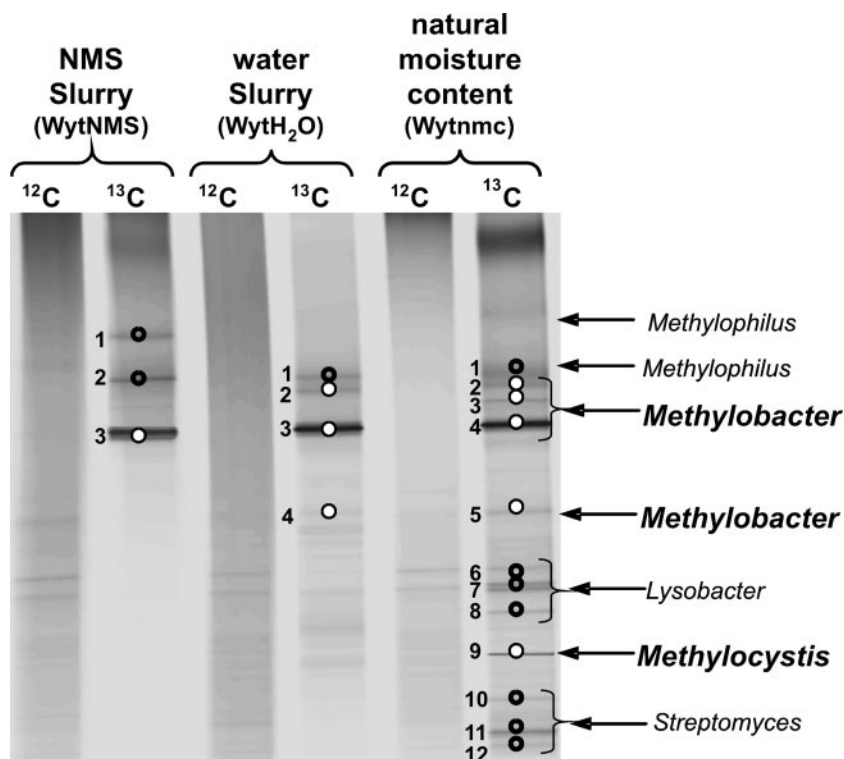 NMS
Slurry
(WytNMS)
water
Slurry
(WytH₂O)
natural
moisture
content
(Wytnmc)
¹²C ¹³C ¹²C ¹³C ¹²C ¹³C
1
2
3
1
2
3
4
1
2
3
4
5
6
7
8
9
10
11
12
Methylophilus
Methylophilus
Methylobacter
Methylobacter
Lysobacter
Methylocystis
Streptomyces